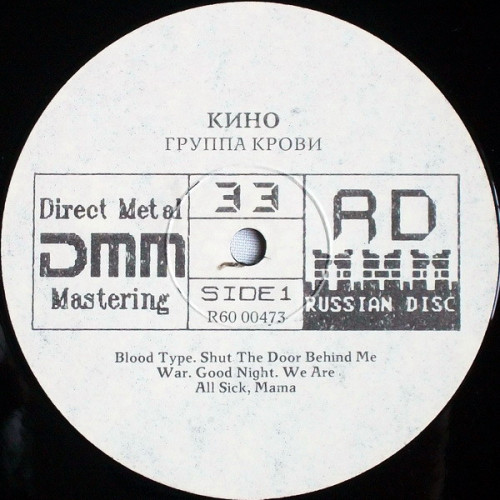 КИНО
ГРУППА КРОВИ
Direct Metal
DMM
Mastering
33
SIDE 1
R60 00473
RD
RUSSIAN DISC
Blood Type. Shut The Door Behind Me
War. Good Night. We Are
All Sick, Mama